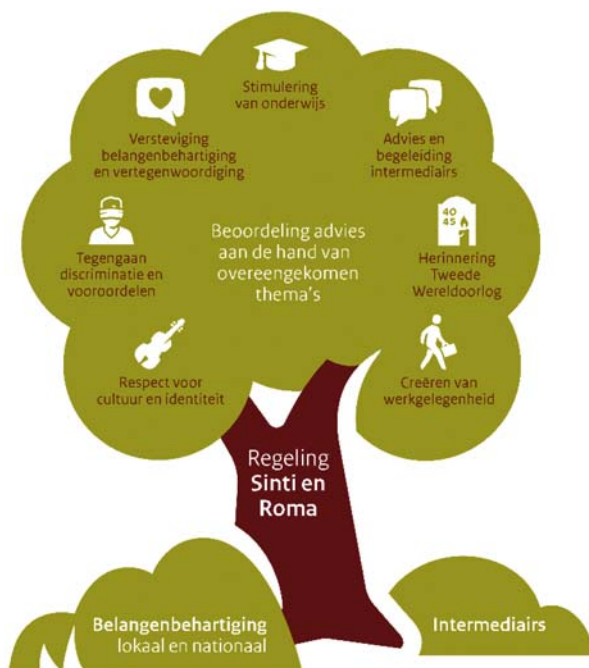 Stimulering
van onderwijs
Versteviging
belangenbehartiging
en vertegenwoordiging
Advies en
begeleiding
intermediairs
Tegengaan
discriminatie en
vooroordelen
Beoordeling advies
aan de hand van
overeengekomen
thema's
40
45
Herinnering
Tweede
Wereldoorlog
Respect voor
cultuur en identiteit
Creëren van
werkgelegenheid
Regeling
Sinti en
Roma
Belangenbehartiging
lokaal en nationaal
Intermediairs